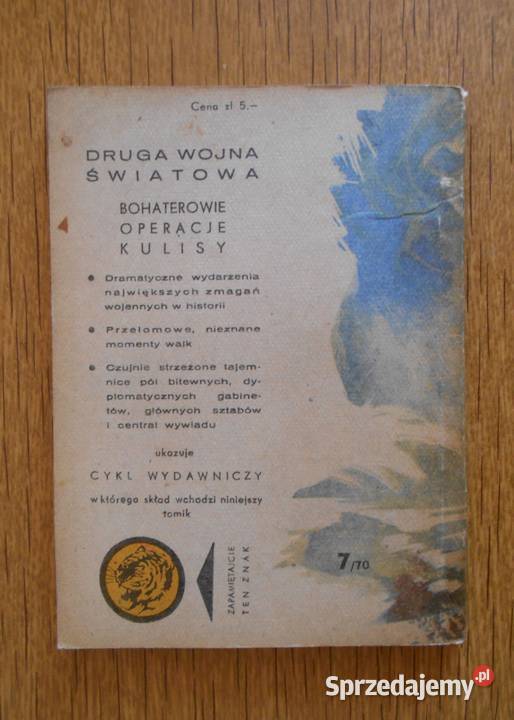 Cena zł 5.–
DRUGA WOJNA
ŚWIATOWA
BOHATEROWIE
OPERACJE
KULISY
• Dramatyczne wydarzenia
największych zmagań
wojennych w historii
• Przełomowe, nieznane
momenty walk
• Czujnie strzeżone tajem-
nice pól bitewnych, dy-
plomatycznych gabine-
tów, głównych sztabów
i central wywiadu
ukazuje
CYKL WYDAWNICZY
w którego skład wchodzi niniejszy
tomik
ZAPAMIĘTAJCIE
TEN ZNAK
7/70
Sprzedajemy.pl